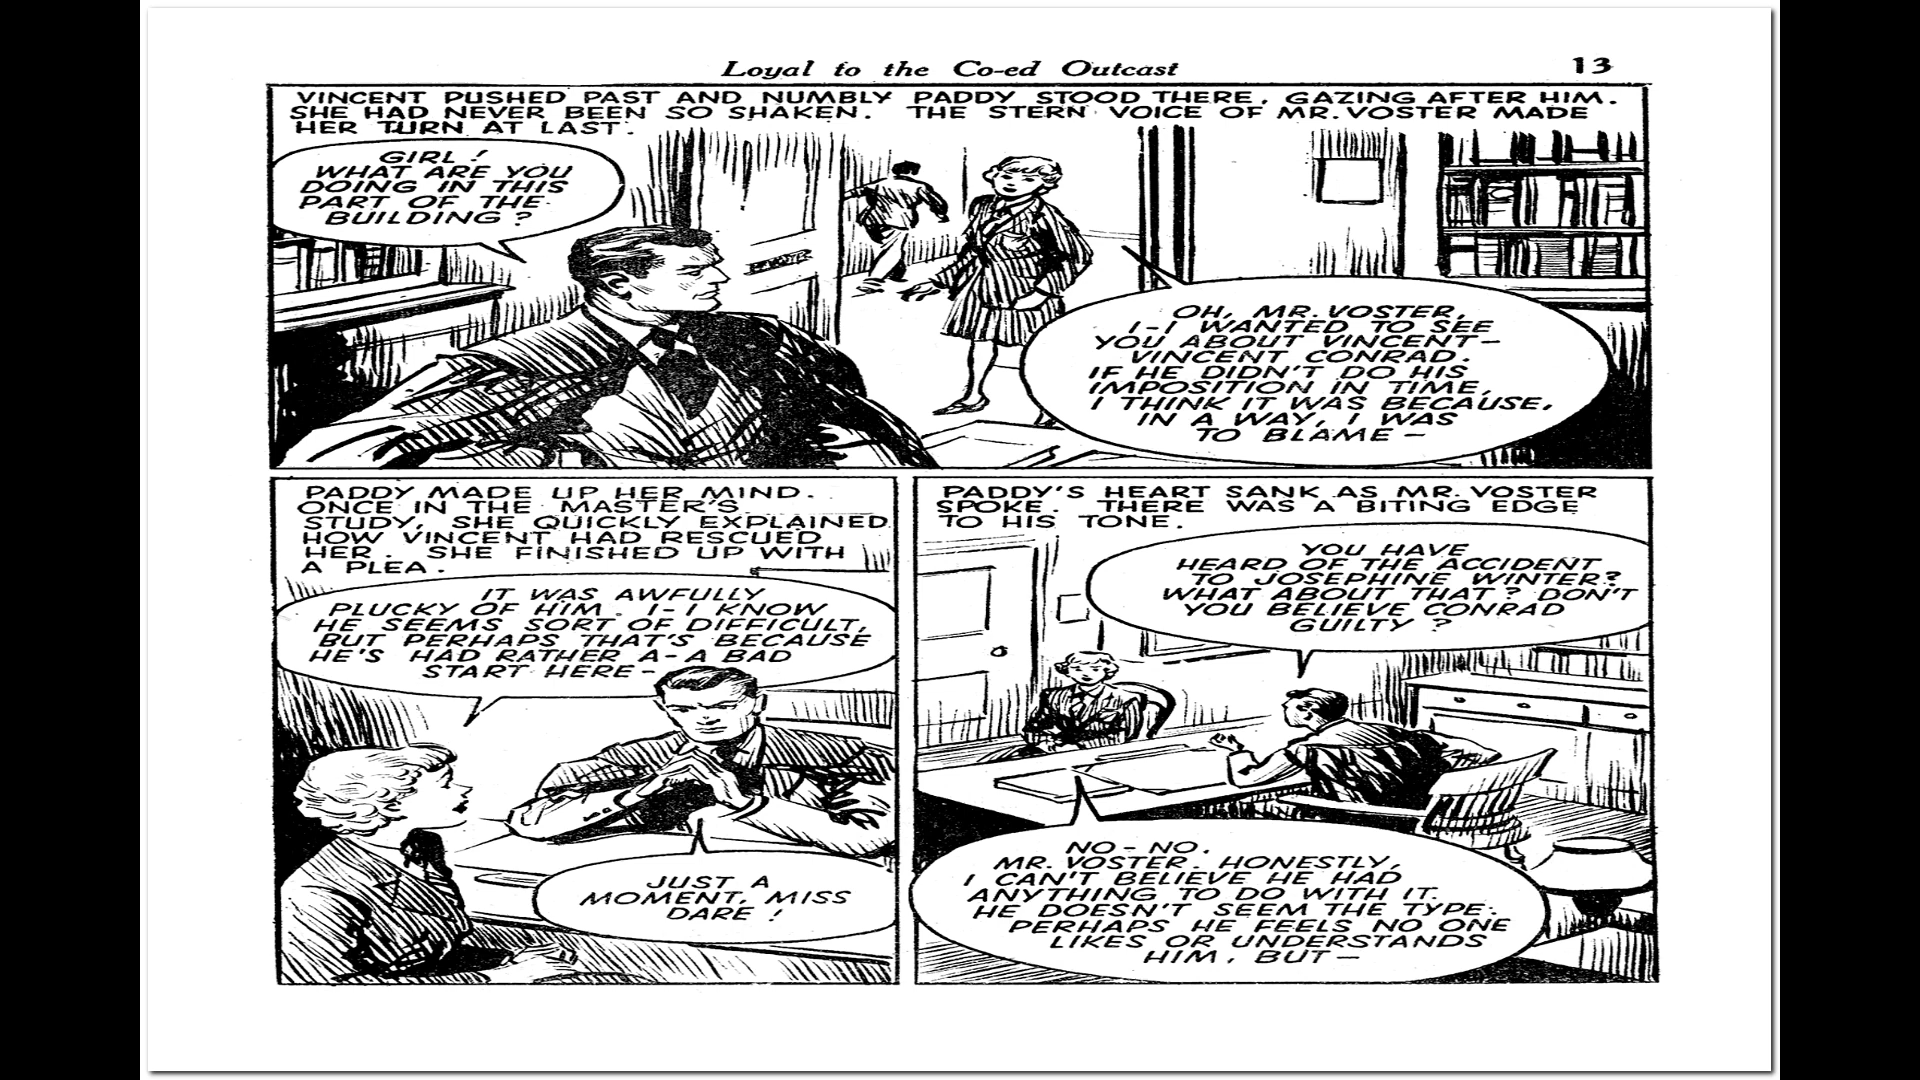 Loyal to the Co-ed Outcast
13
VINCENT PUSHED PAST AND NUMBLY PADDY STOOD THERE, GAZING AFTER HIM.
SHE HAD NEVER BEEN SO SHAKEN. THE STERN VOICE OF MR. VOSTER MADE
HER TURN AT LAST.
GIRL!
WHAT ARE YOU
DOING IN THIS
PART OF THE
BUILDING?
MR VOSTER
OH, MR. VOSTER,
I-I WANTED TO SEE
YOU ABOUT VINCENT-
VINCENT CONRAD.
IF HE DIDN'T DO HIS
IMPOSITION IN TIME,
I THINK IT WAS BECAUSE,
IN A WAY, I WAS
TO BLAME-
PADDY MADE UP HER MIND.
ONCE IN THE MASTER'S
STUDY, SHE QUICKLY EXPLAINED
HOW VINCENT HAD RESCUED
HER. SHE FINISHED UP WITH
A PLEA.
IT WAS AWFULLY
PLUCKY OF HIM. I-I KNOW
HE SEEMS SORT OF DIFFICULT,
BUT PERHAPS THAT'S BECAUSE
HE'S HAD RATHER A-A BAD
START HERE-
JUST A
MOMENT, MISS
DARE!
PADDY'S HEART SANK AS MR. VOSTER
SPOKE. THERE WAS A BITING EDGE
TO HIS TONE.
YOU HAVE
HEARD OF THE ACCIDENT
TO JOSEPHINE WINTER?
WHAT ABOUT THAT? DON'T
YOU BELIEVE CONRAD
GUILTY?
NO-NO.
MR. VOSTER. HONESTLY,
I CAN'T BELIEVE HE HAD
ANYTHING TO DO WITH IT.
HE DOESN'T SEEM THE TYPE.
PERHAPS HE FEELS NO ONE
LIKES OR UNDERSTANDS
HIM, BUT-